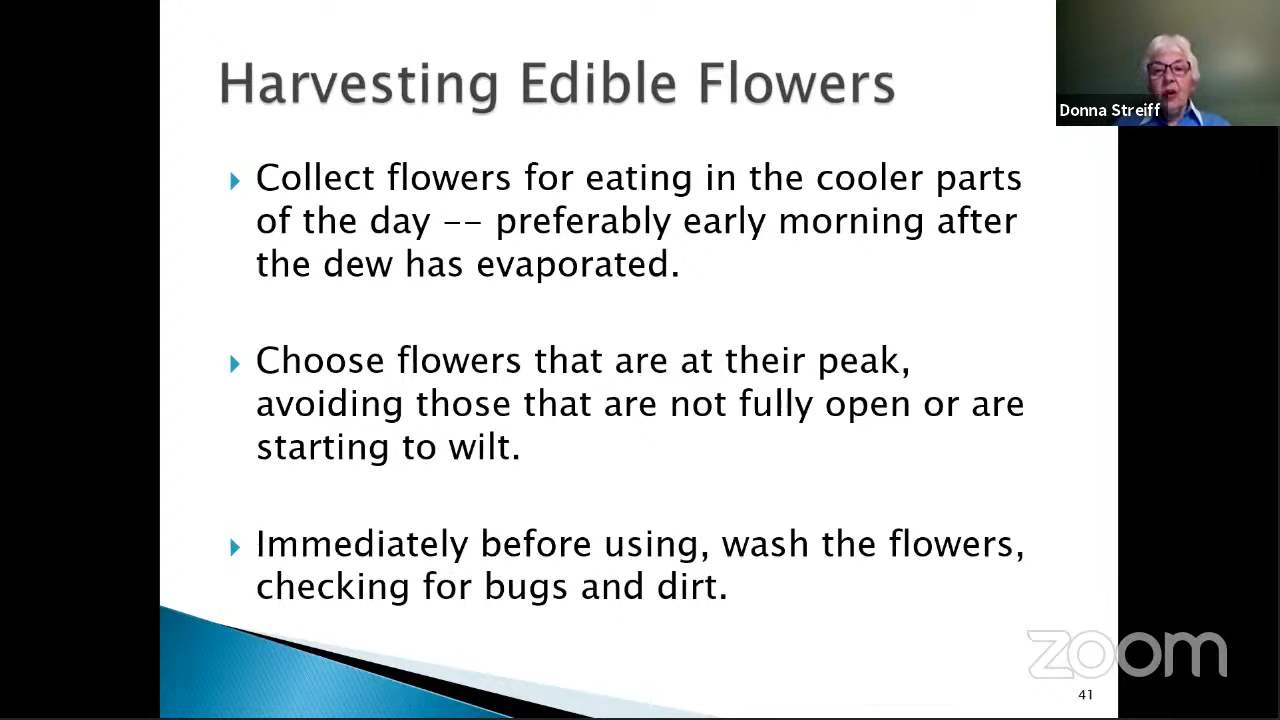 Harvesting Edible Flowers
Donna Streiff
Collect flowers for eating in the cooler parts
of the day -- preferably early morning after
the dew has evaporated.
Choose flowers that are at their peak,
avoiding those that are not fully open or are
starting to wilt.
Immediately before using, wash the flowers,
checking for bugs and dirt.
zoom
41